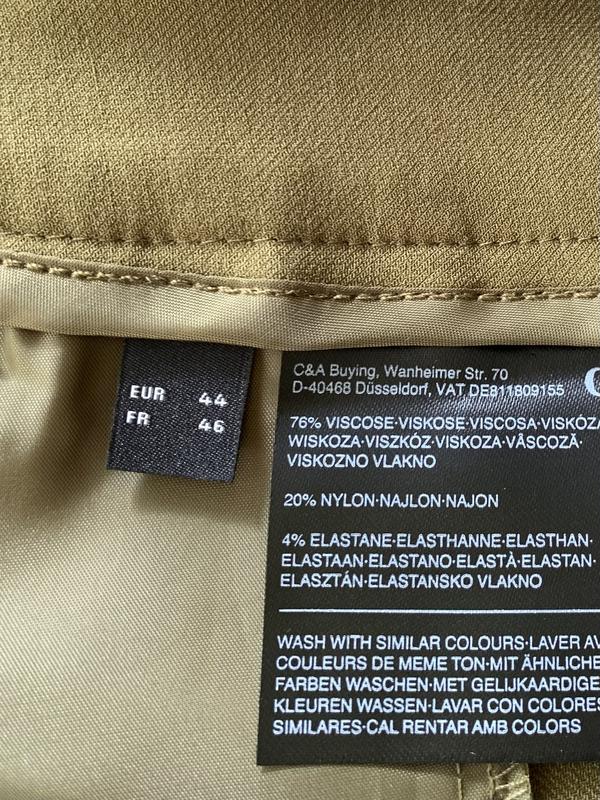 EUR 44
FR 46
C&A Buying, Wanheimer Str. 70
D-40468 Düsseldorf, VAT DE811809155
76% VISCOSE·VISKOSE·VISCOSA·VISKÓZA
WISKOZA·VISZKÓZ·VISKOZA·VÂSCOZĂ·
VISKOZNO VLAKNO
20% NYLON·NAJLON·NAJON
4% ELASTANE·ELASTHANNE·ELASTHAN·
ELASTAAN·ELASTANO·ELASTÀ·ELASTAN·
ELASZTÁN·ELASTANSKO VLAKNO
WASH WITH SIMILAR COLOURS·LAVER AV
COULEURS DE MEME TON·MIT ÄHNLICHE
FARBEN WASCHEN·MET GELIJKAARDIGE
KLEUREN WASSEN·LAVAR CON COLORES
SIMILARES·CAL RENTAR AMB COLORS